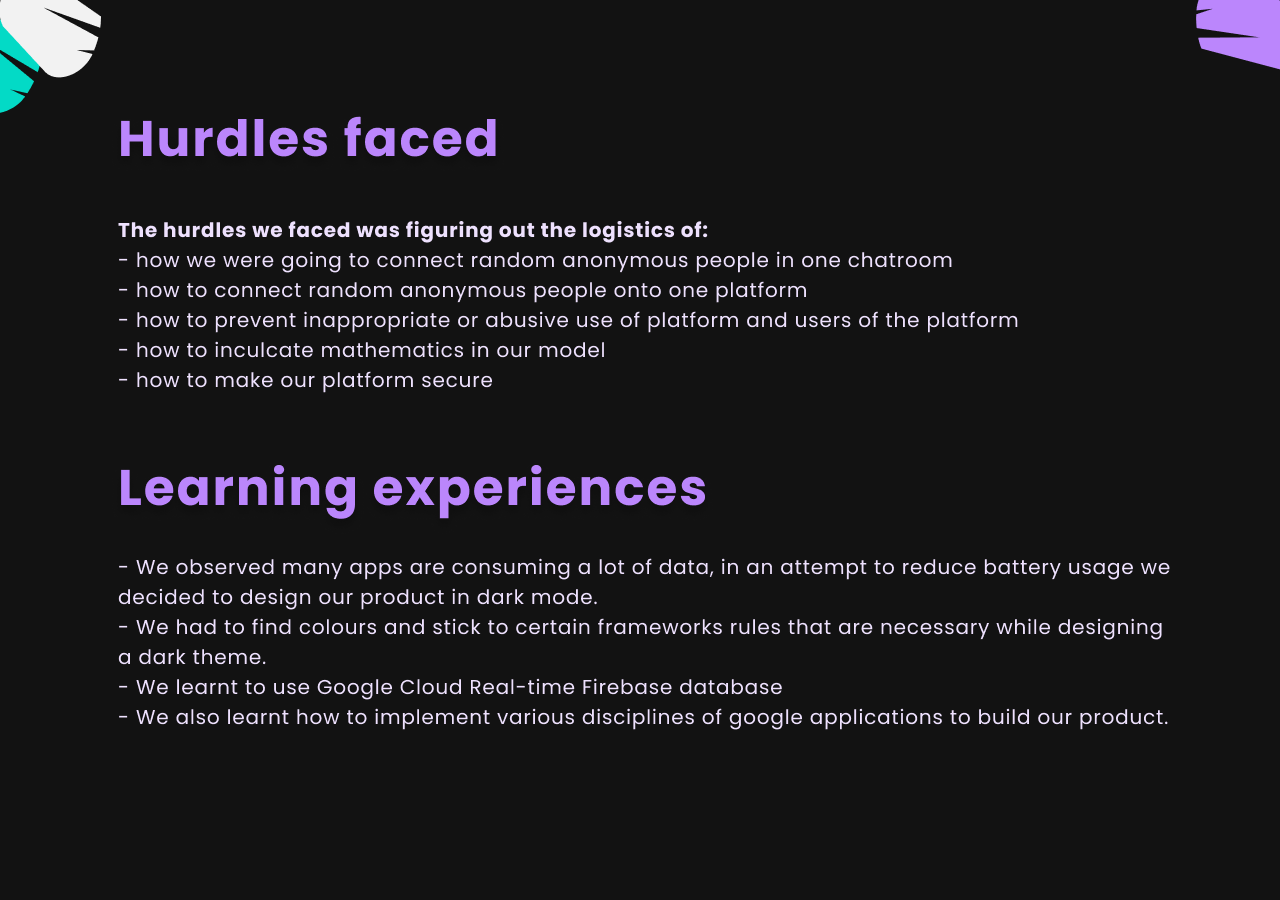 Hurdles faced
The hurdles we faced was figuring out the logistics of:
- how we were going to connect random anonymous people in one chatroom
- how to connect random anonymous people onto one platform
- how to prevent inappropriate or abusive use of platform and users of the platform
- how to inculcate mathematics in our model
- how to make our platform secure
Learning experiences
- We observed many apps are consuming a lot of data, in an attempt to reduce battery usage we
decided to design our product in dark mode.
- We had to find colours and stick to certain frameworks rules that are necessary while designing
a dark theme.
- We learnt to use Google Cloud Real-time Firebase database
- We also learnt how to implement various disciplines of google applications to build our product.